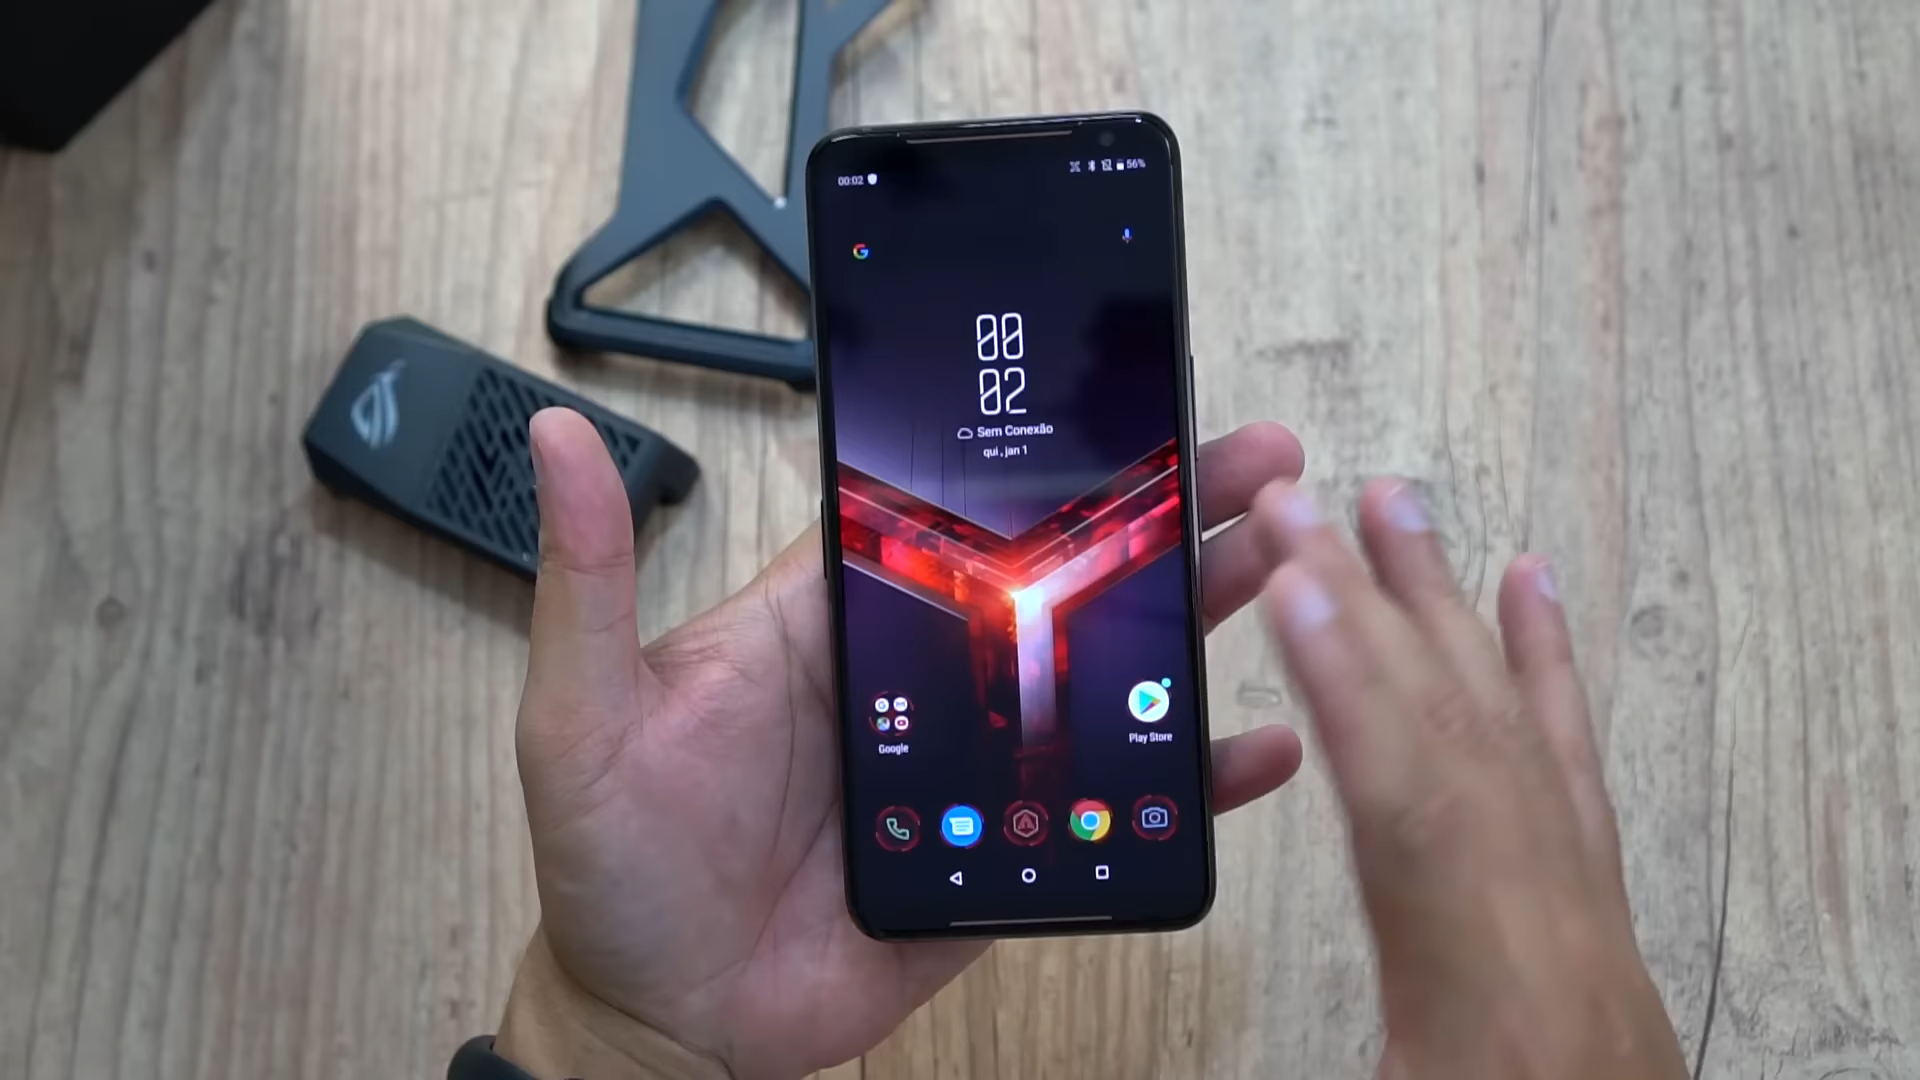 00:02
56%
00
02
Sem Conexão
qui , jan 1
Google
Play Store